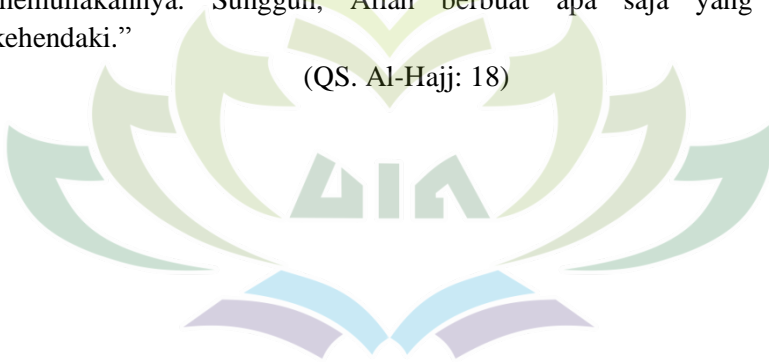 memuliakannya. Sungguh, Allah berbuat apa saja yang
kehendaki.”
(QS. Al-Hajj: 18)